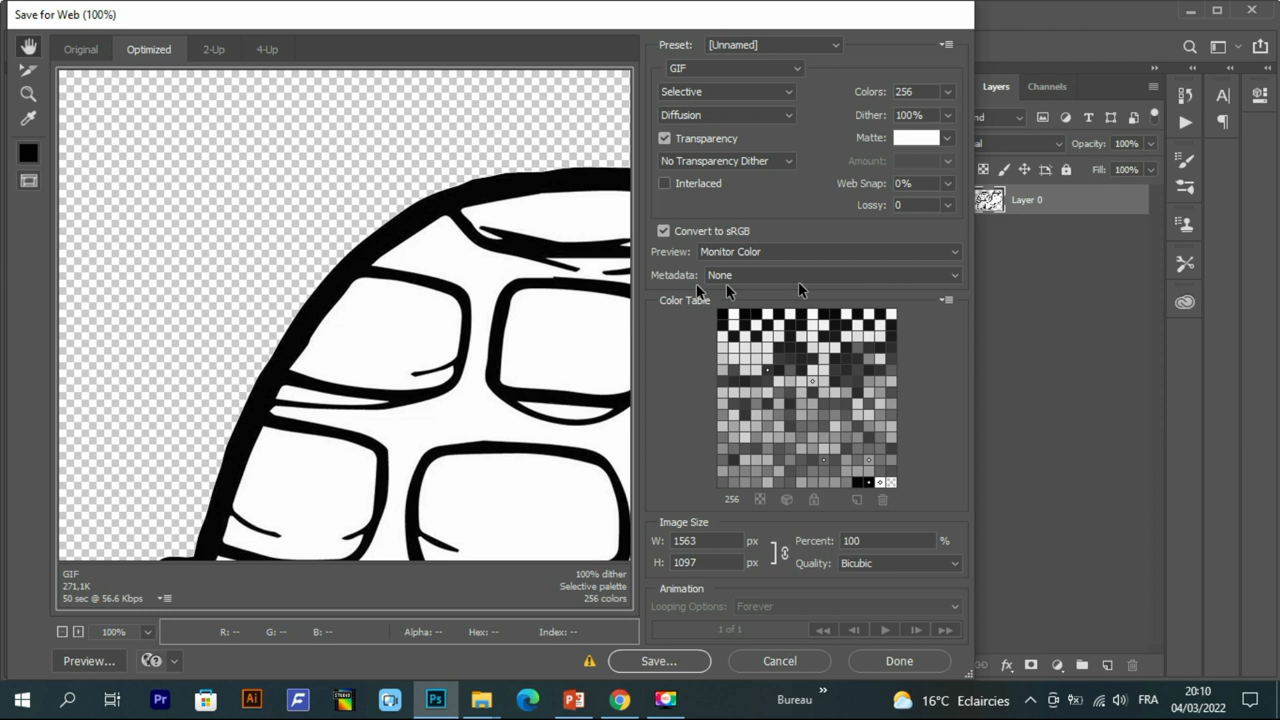 Save for Web (100%)
Original
Optimized
2-Up
4-Up
Preset:
[Unnamed]
GIF
Selective
Colors:
256
Diffusion
Dither:
100%
Transparency
Matte:
No Transparency Dither
Amount:
Interlaced
Web Snap:
0%
Lossy:
0
Convert to sRGB
Preview:
Monitor Color
Metadata:
None
Color Table
256
Image Size
W:
1563
px
Percent:
100
%
H:
1097
px
Quality:
Bicubic
Animation
Looping Options:
Forever
1 of 1
GIF
271,1K
50 sec @ 56.6 Kbps
100% dither
Selective palette
256 colors
100%
R: --
G: --
B: --
Alpha: --
Hex: --
Index: --
Preview...
Save...
Cancel
Done
Layers
Channels
nd
Opacity:
100%
Fill:
100%
Layer 0
fx
Pr
Ai
Ps
Bureau
16°C
Eclaircies
FRA
20:10
04/03/2022